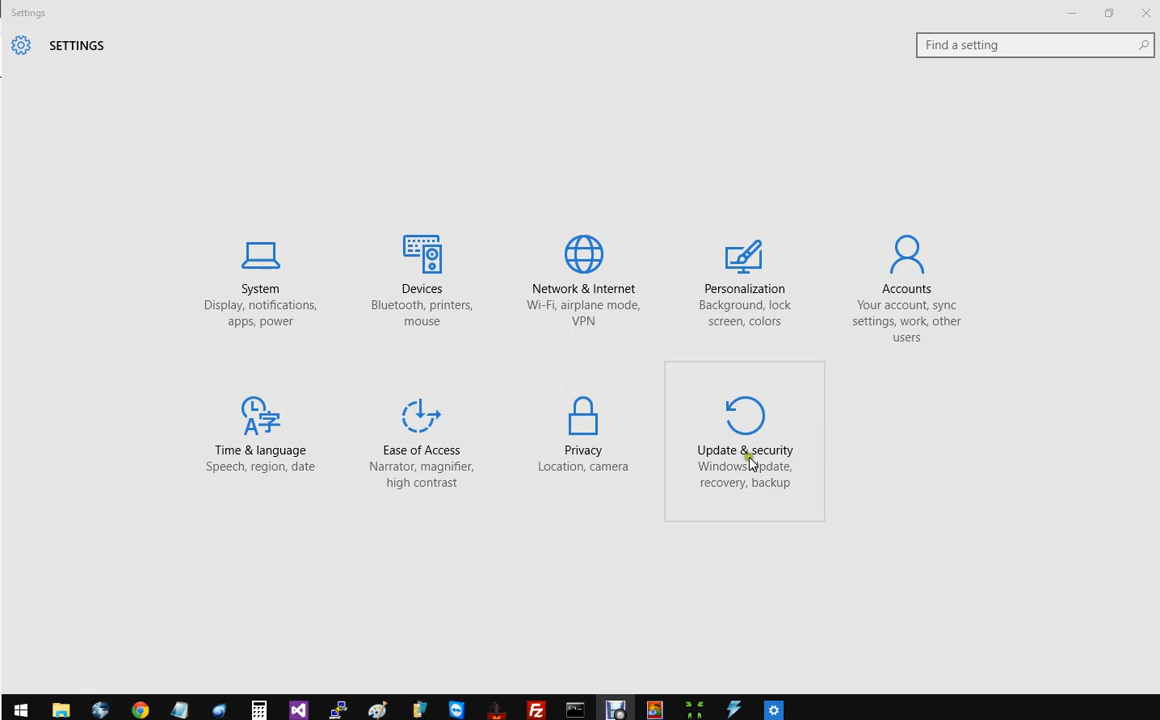 Settings
SETTINGS
Find a setting
System
Display, notifications,
apps, power
Devices
Bluetooth, printers,
mouse
Network & Internet
Wi-Fi, airplane mode,
VPN
Personalization
Background, lock
screen, colors
Accounts
Your account, sync
settings, work, other
users
Time & language
Speech, region, date
Ease of Access
Narrator, magnifier,
high contrast
Privacy
Location, camera
Update & security
Windows Update,
recovery, backup